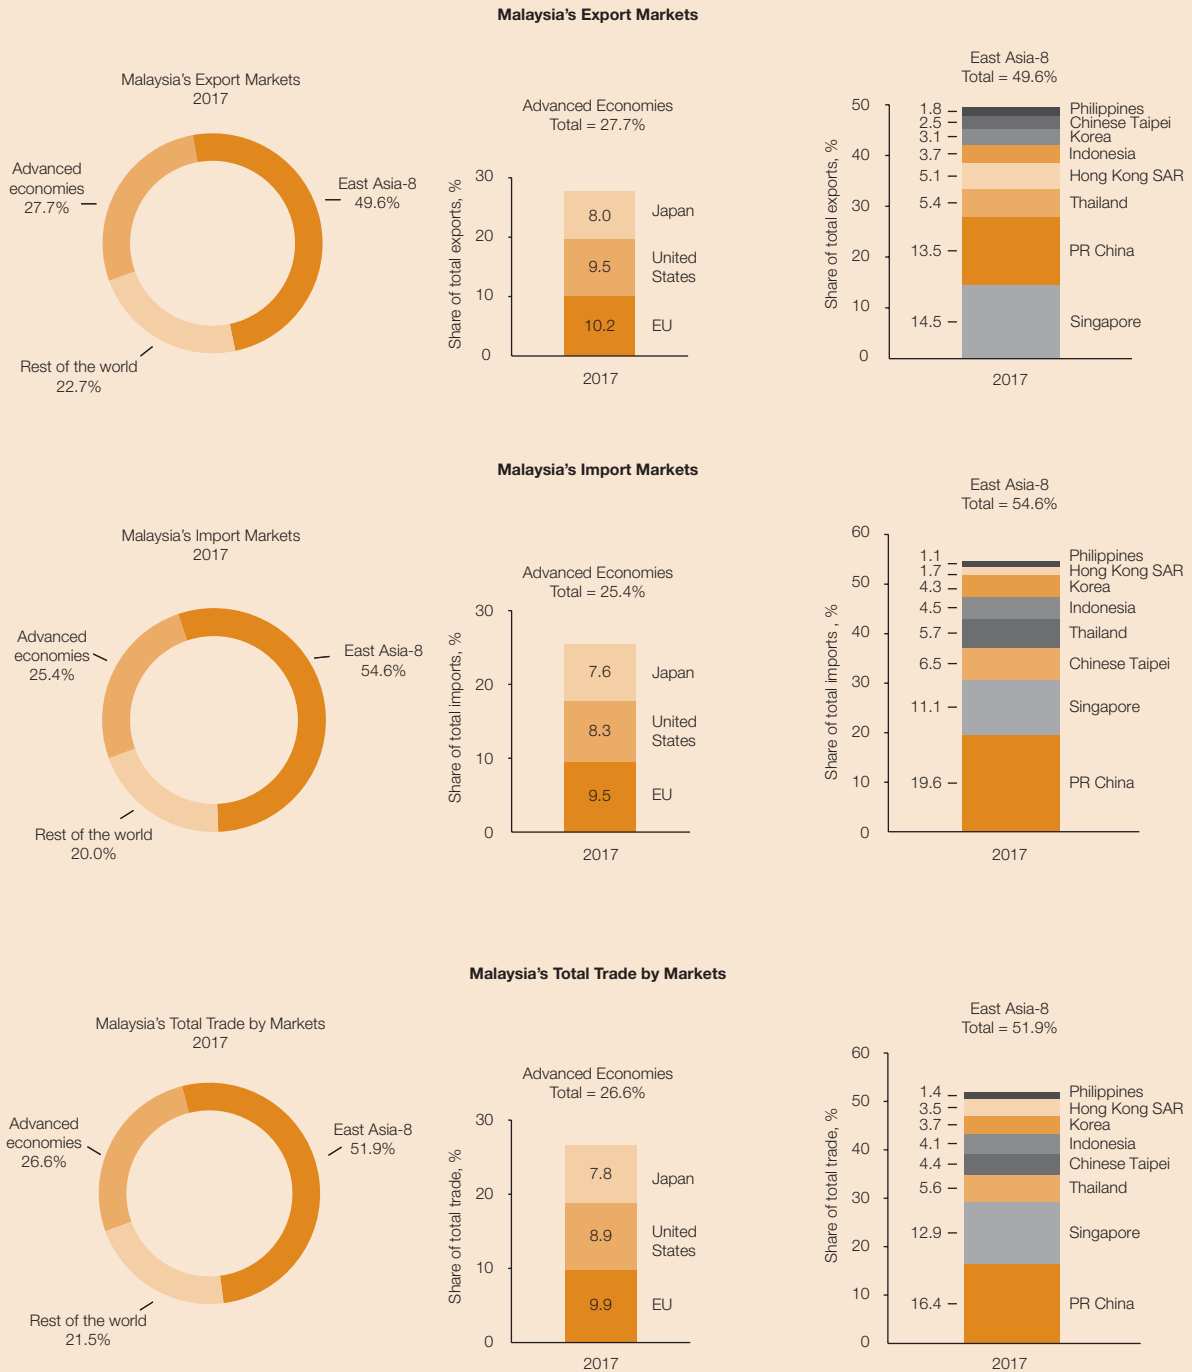 Malaysia's Export Markets
Malaysia's Export Markets
2017
Advanced
economies
27.7%
East Asia-8
49.6%
Rest of the world
22.7%
Advanced Economies
Total = 27.7%
Share of total exports, %
30
20
10
0
8.0
9.5
10.2
Japan
United
States
EU
2017
East Asia-8
Total = 49.6%
Share of total exports, %
50
40
30
20
10
0
1.8 Philippines
2.5 Chinese Taipei
3.1 Korea
3.7 Indonesia
5.1 Hong Kong SAR
5.4 Thailand
13.5 PR China
14.5 Singapore
2017
Malaysia's Import Markets
Malaysia's Import Markets
2017
Advanced
economies
25.4%
East Asia-8
54.6%
Rest of the world
20.0%
Advanced Economies
Total = 25.4%
Share of total imports, %
30
20
10
0
7.6
8.3
9.5
Japan
United
States
EU
2017
East Asia-8
Total = 54.6%
Share of total imports , %
60
50
40
30
20
10
0
1.1 Philippines
1.7 Hong Kong SAR
4.3 Korea
4.5 Indonesia
5.7 Thailand
6.5 Chinese Taipei
11.1 Singapore
19.6 PR China
2017
Malaysia's Total Trade by Markets
Malaysia's Total Trade by Markets
2017
Advanced
economies
26.6%
East Asia-8
51.9%
Rest of the world
21.5%
Advanced Economies
Total = 26.6%
Share of total trade, %
30
20
10
0
7.8
8.9
9.9
Japan
United
States
EU
2017
East Asia-8
Total = 51.9%
Share of total trade, %
60
50
40
30
20
10
0
1.4 Philippines
3.5 Hong Kong SAR
3.7 Korea
4.1 Indonesia
4.4 Chinese Taipei
5.6 Thailand
12.9 Singapore
16.4 PR China
2017